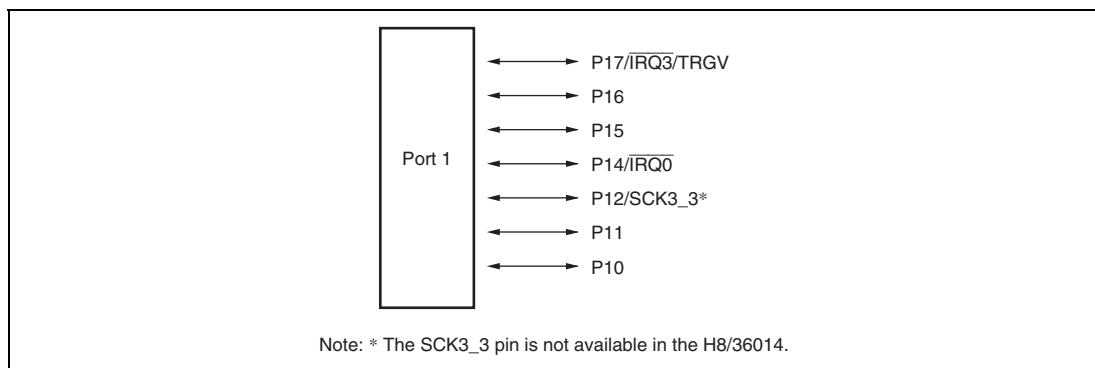 Port 1
P17/IRQ3/TRGV
P16
P15
P14/IRQ0
P12/SCK3_3*
P11
P10
Note: * The SCK3_3 pin is not available in the H8/36014.